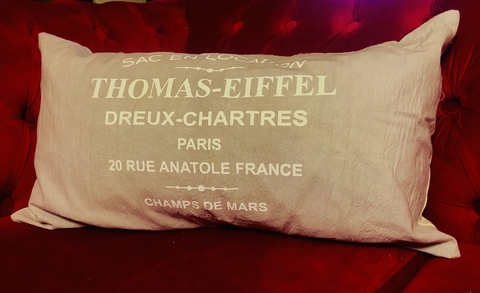 SAC EN LOCATION
THOMAS-EIFFEL
DREUX-CHARTRES
PARIS
20 RUE ANATOLE FRANCE
CHAMPS DE MARS